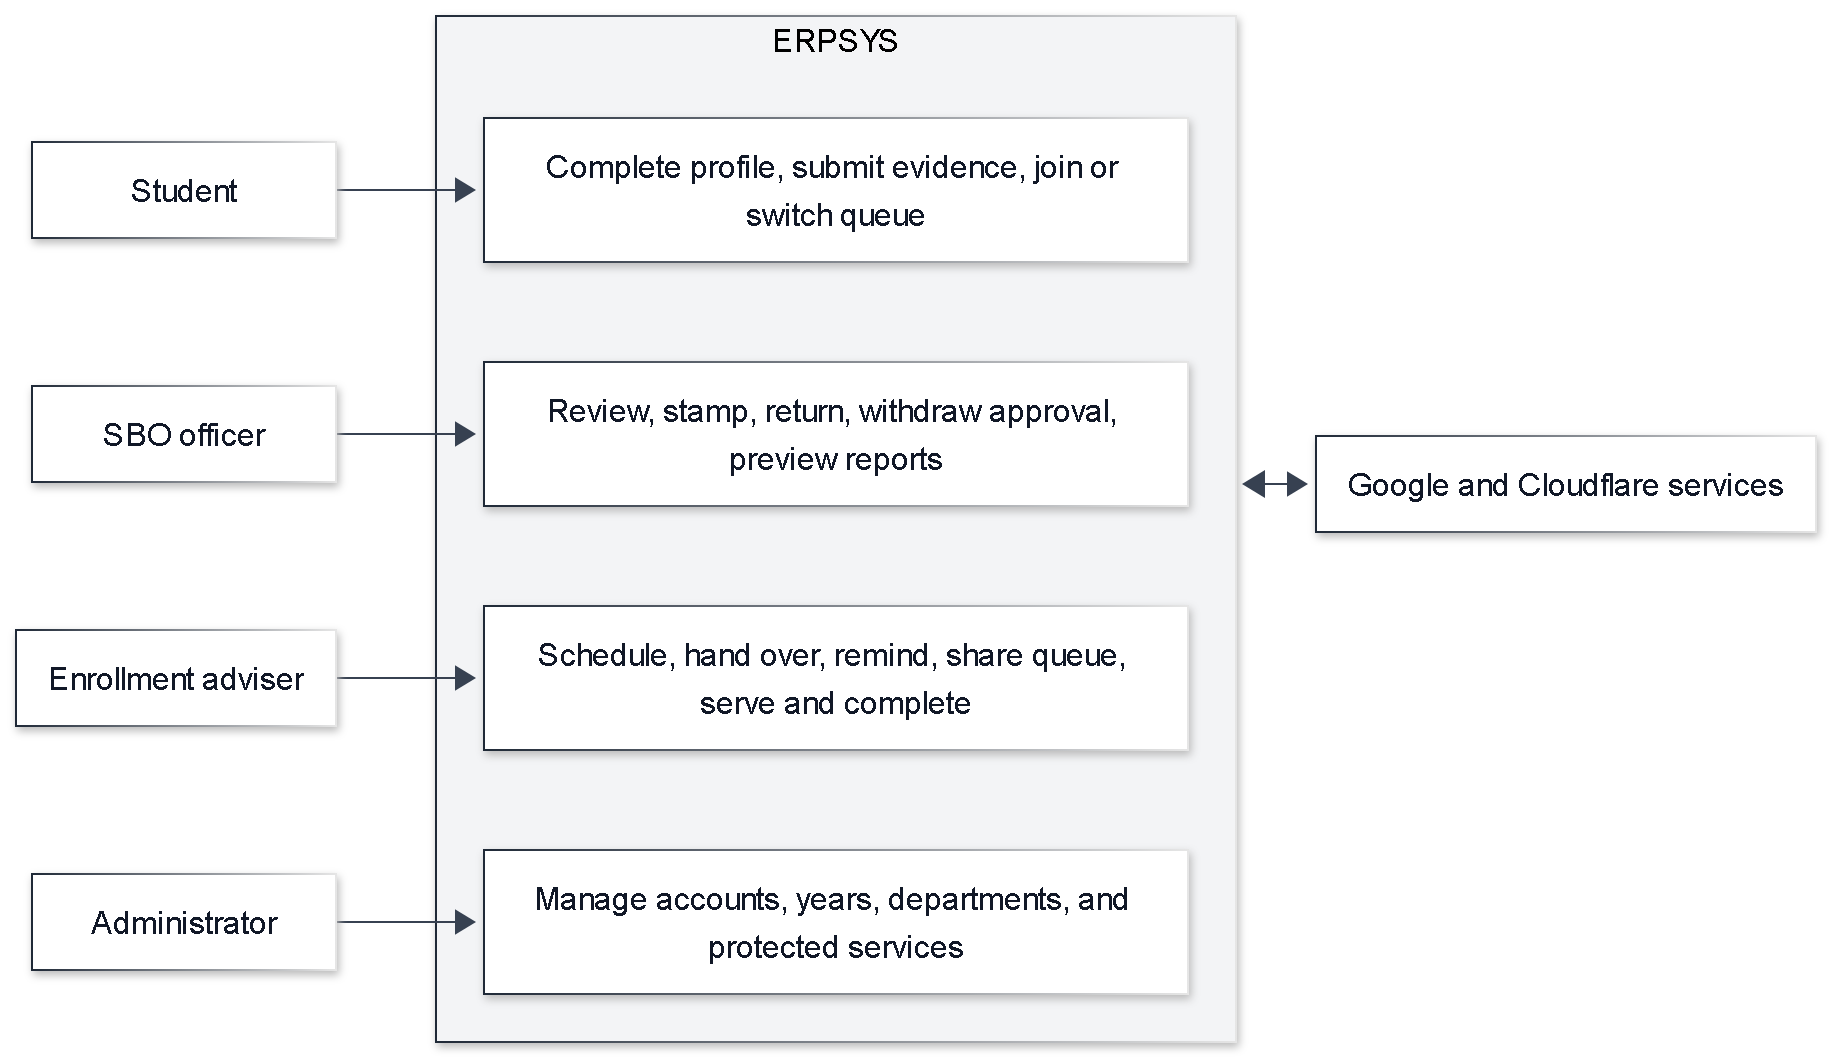 ERPSYS
Student
Complete profile, submit evidence, join or
switch queue
SBO officer
Review, stamp, return, withdraw approval,
preview reports
Google and Cloudflare services
Enrollment adviser
Schedule, hand over, remind, share queue,
serve and complete
Administrator
Manage accounts, years, departments, and
protected services